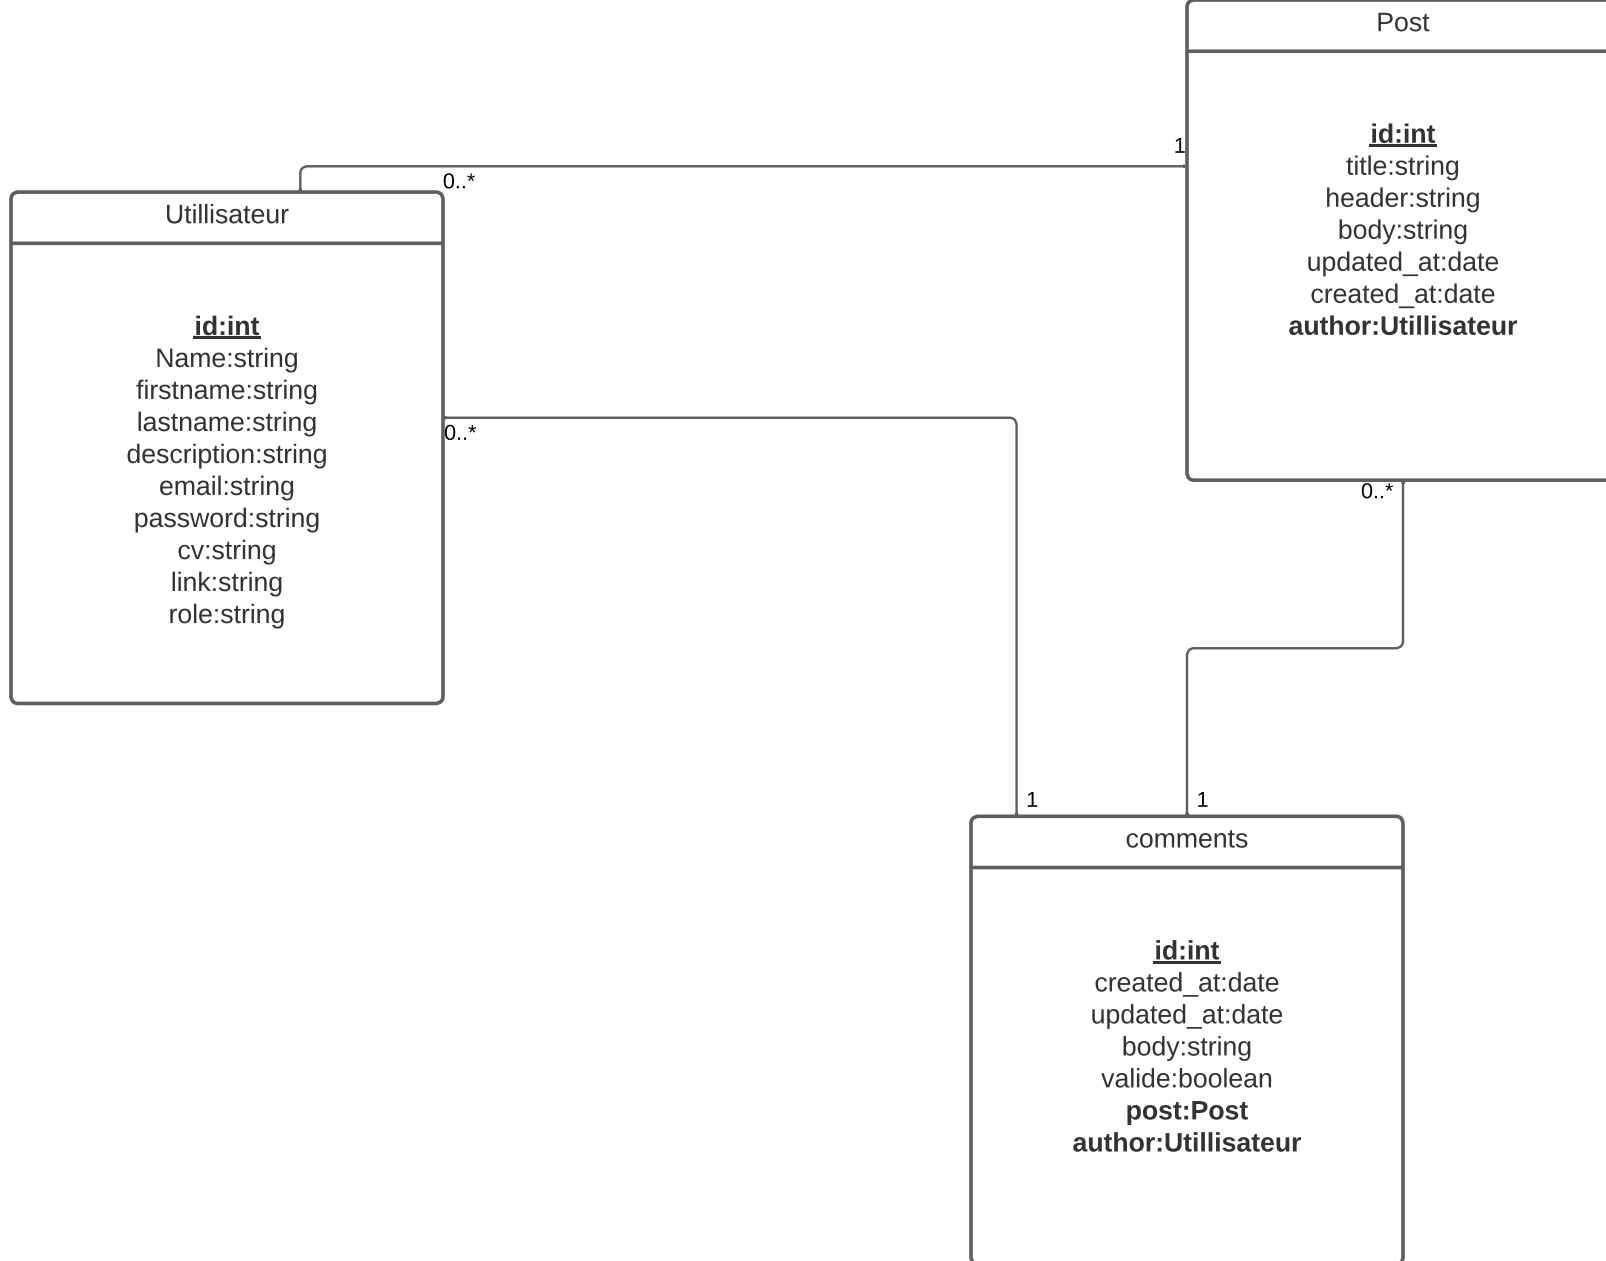 Post
id:int
title:string
header:string
body:string
updated_at:date
created_at:date
author:Utillisateur
1
0..*
Utillisateur
id:int
Name:string
firstname:string
lastname:string
description:string
email:string
password:string
cv:string
link:string
role:string
0..*
0..*
1
1
comments
id:int
created_at:date
updated_at:date
body:string
valide:boolean
post:Post
author:Utillisateur